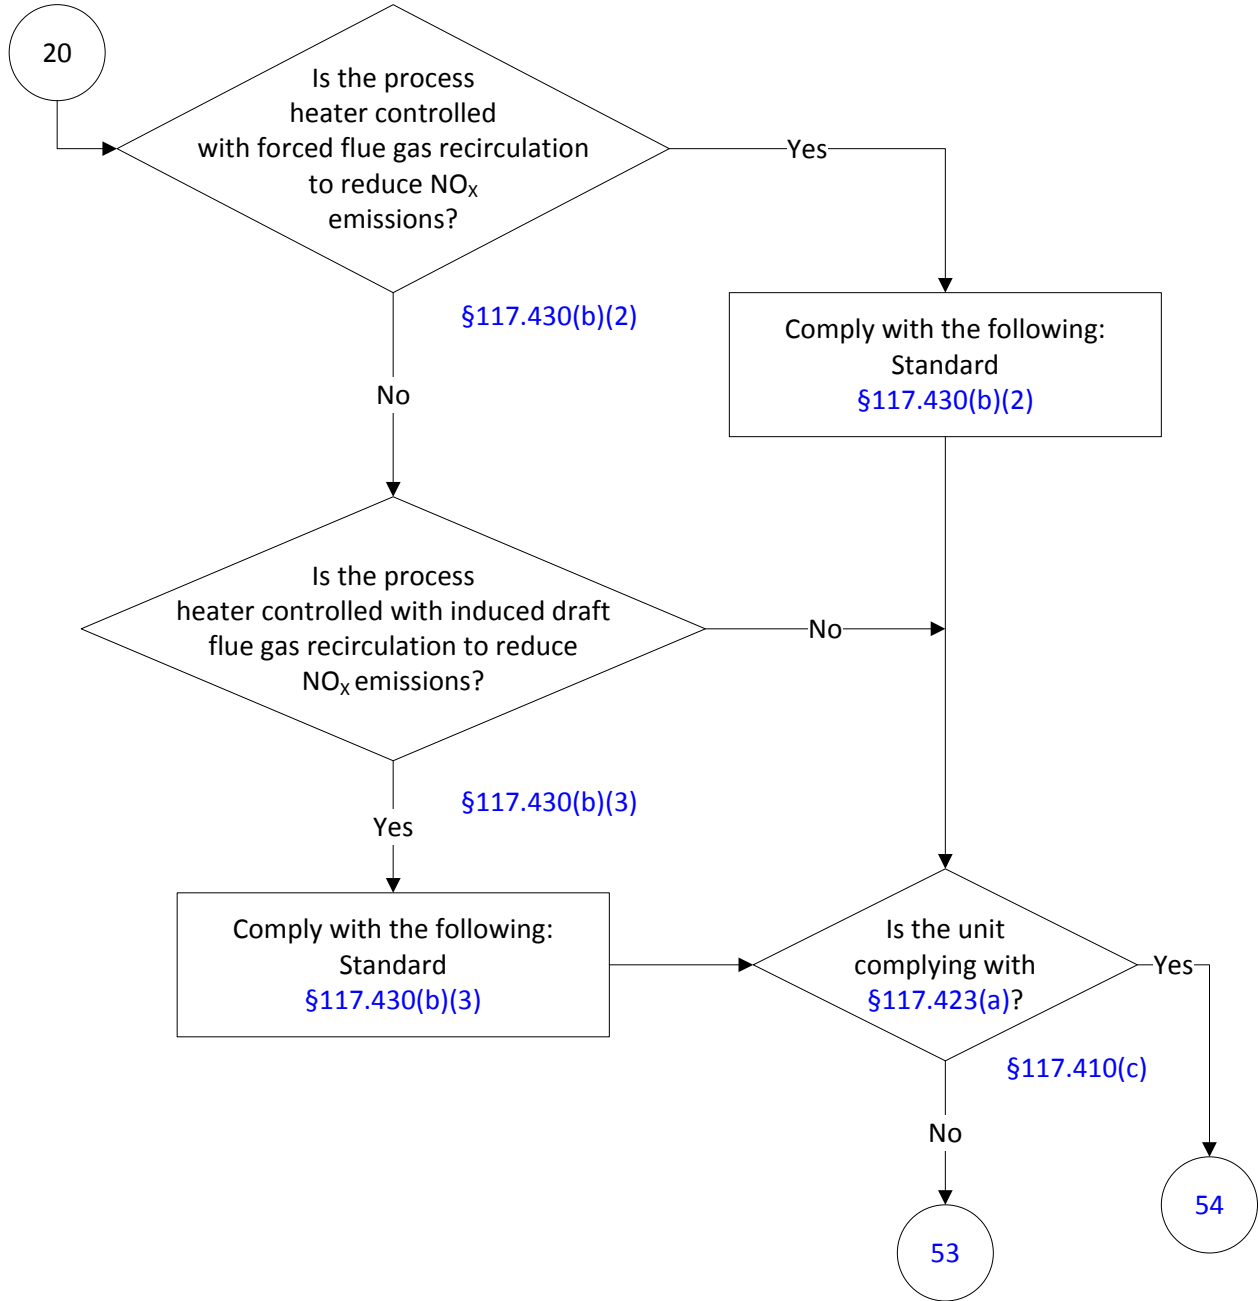 20
Is the process
heater controlled
with forced flue gas recirculation
to reduce NOX
emissions?
Yes
§117.430(b)(2)
Comply with the following:
Standard
§117.430(b)(2)
No
Is the process
heater controlled with induced draft
flue gas recirculation to reduce
NOX emissions?
No
§117.430(b)(3)
Yes
Comply with the following:
Standard
§117.430(b)(3)
Is the unit
complying with
§117.423(a)?
Yes
§117.410(c)
No
54
53